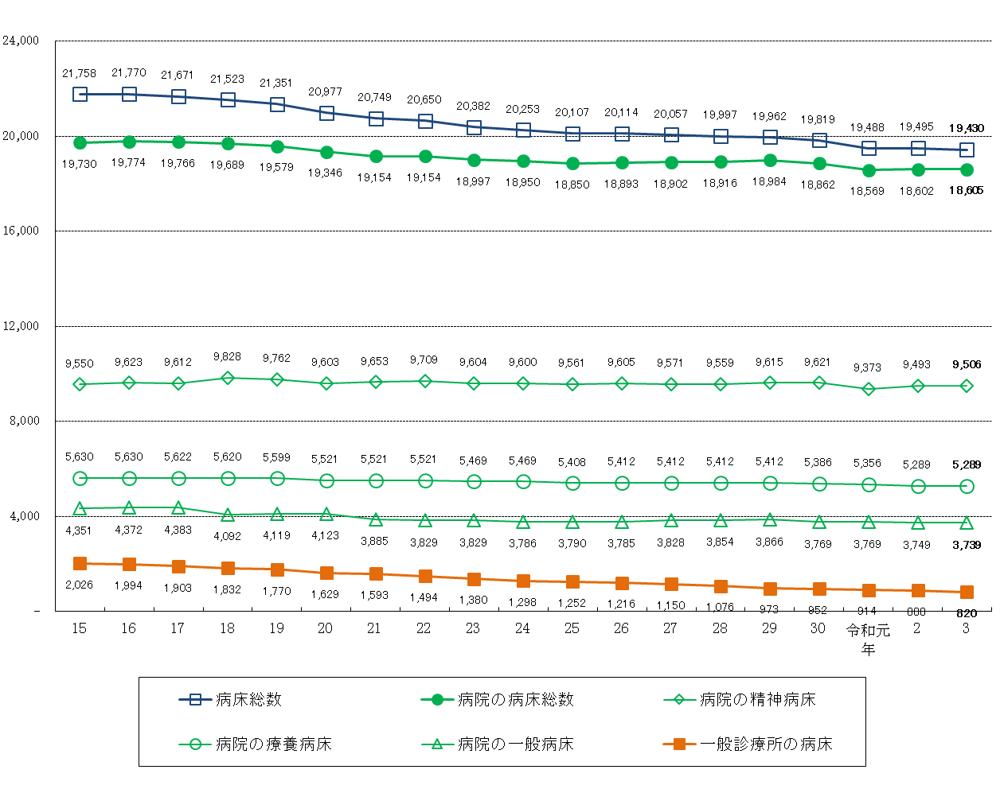 24,000
21,758 21,770 21,671 21,523 21,351 20,977 20,749 20,650 20,382 20,253 20,107 20,114 20,057 19,997 19,962 19,819 19,488 19,495 19,430
20,000
19,730 19,774 19,766 19,689 19,579 19,346 19,154 19,154 18,997 18,950 18,850 18,893 18,902 18,916 18,984 18,862 18,569 18,602 18,605
16,000
12,000
9,550 9,623 9,612 9,828 9,762 9,603 9,653 9,709 9,604 9,600 9,561 9,605 9,571 9,559 9,615 9,621 9,373 9,493 9,506
8,000
5,630 5,630 5,622 5,620 5,599 5,521 5,521 5,521 5,469 5,469 5,408 5,412 5,412 5,412 5,412 5,386 5,356 5,289 5,289
4,000
4,351 4,372 4,383 4,092 4,119 4,123 3,885 3,829 3,829 3,786 3,790 3,785 3,828 3,854 3,866 3,769 3,769 3,749 3,739
2,026 1,994 1,903 1,832 1,770 1,629 1,593 1,494 1,380 1,298 1,252 1,216 1,150 1,076 973 952 914 888 820
－
15 16 17 18 19 20 21 22 23 24 25 26 27 28 29 30 令和元 2 3
年
病床総数 病院の病床総数 病院の精神病床
病院の療養病床 病院の一般病床 一般診療所の病床